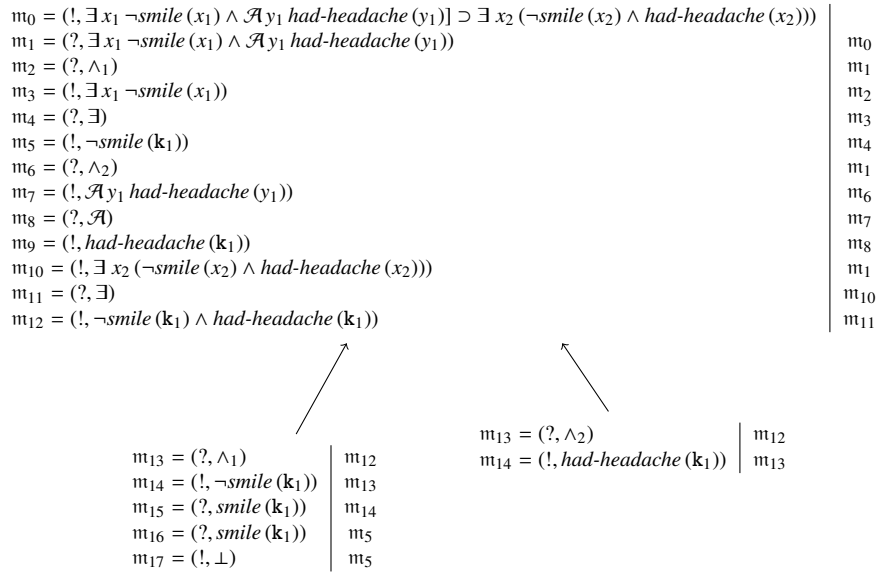 𝔪₀ = (!, ∃ x₁ ¬smile (x₁) ∧ 𝒜 y₁ had-headache (y₁)] ⊃ ∃ x₂ (¬smile (x₂) ∧ had-headache (x₂)))
𝔪₁ = (?, ∃ x₁ ¬smile (x₁) ∧ 𝒜 y₁ had-headache (y₁)) 𝔪₀
𝔪₂ = (?, ∧₁) 𝔪₁
𝔪₃ = (!, ∃ x₁ ¬smile (x₁)) 𝔪₂
𝔪₄ = (?, ∃) 𝔪₃
𝔪₅ = (!, ¬smile (𝐤₁)) 𝔪₄
𝔪₆ = (?, ∧₂) 𝔪₁
𝔪₇ = (!, 𝒜 y₁ had-headache (y₁)) 𝔪₆
𝔪₈ = (?, 𝒜) 𝔪₇
𝔪₉ = (!, had-headache (𝐤₁)) 𝔪₈
𝔪₁₀ = (!, ∃ x₂ (¬smile (x₂) ∧ had-headache (x₂))) 𝔪₁
𝔪₁₁ = (?, ∃) 𝔪₁₀
𝔪₁₂ = (!, ¬smile (𝐤₁) ∧ had-headache (𝐤₁)) 𝔪₁₁
𝔪₁₃ = (?, ∧₁) 𝔪₁₂
𝔪₁₄ = (!, ¬smile (𝐤₁)) 𝔪₁₃
𝔪₁₅ = (?, smile (𝐤₁)) 𝔪₁₄
𝔪₁₆ = (?, smile (𝐤₁)) 𝔪₅
𝔪₁₇ = (!, ⊥) 𝔪₅
𝔪₁₃ = (?, ∧₂) 𝔪₁₂
𝔪₁₄ = (!, had-headache (𝐤₁)) 𝔪₁₃